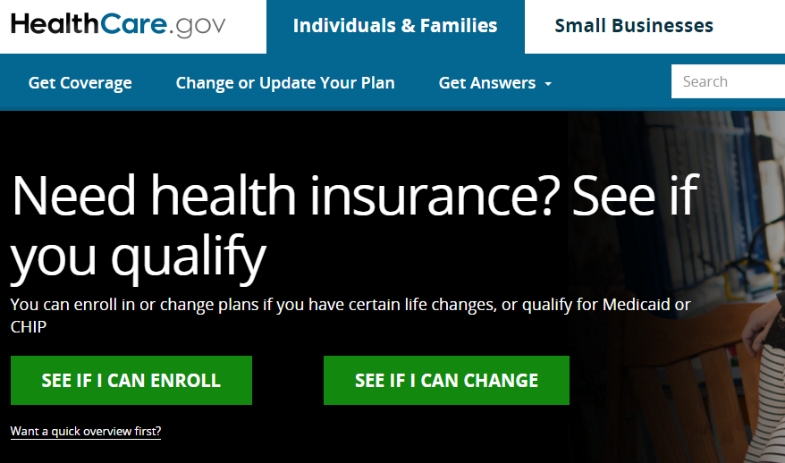 HealthCare.gov
Individuals & Families
Small Businesses
Get Coverage
Change or Update Your Plan
Get Answers
Search
Need health insurance? See if
you qualify
You can enroll in or change plans if you have certain life changes, or qualify for Medicaid or
CHIP
SEE IF I CAN ENROLL
SEE IF I CAN CHANGE
Want a quick overview first?